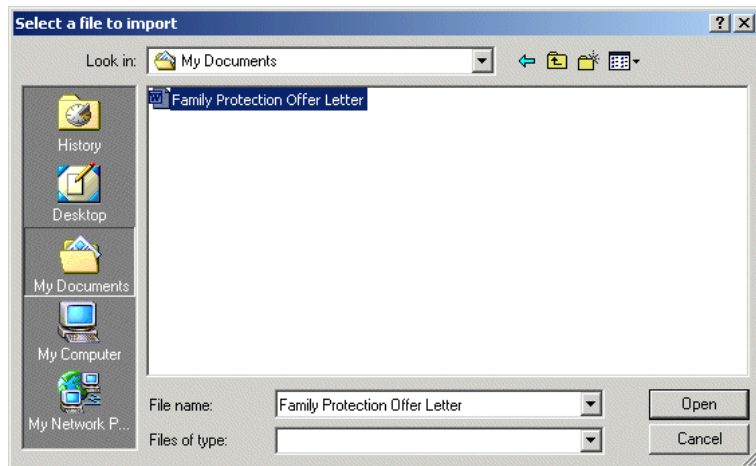 Select a file to import
Look in: My Documents
History
Desktop
My Documents
My Computer
My Network P...
Family Protection Offer Letter
File name: Family Protection Offer Letter Open
Files of type: Cancel